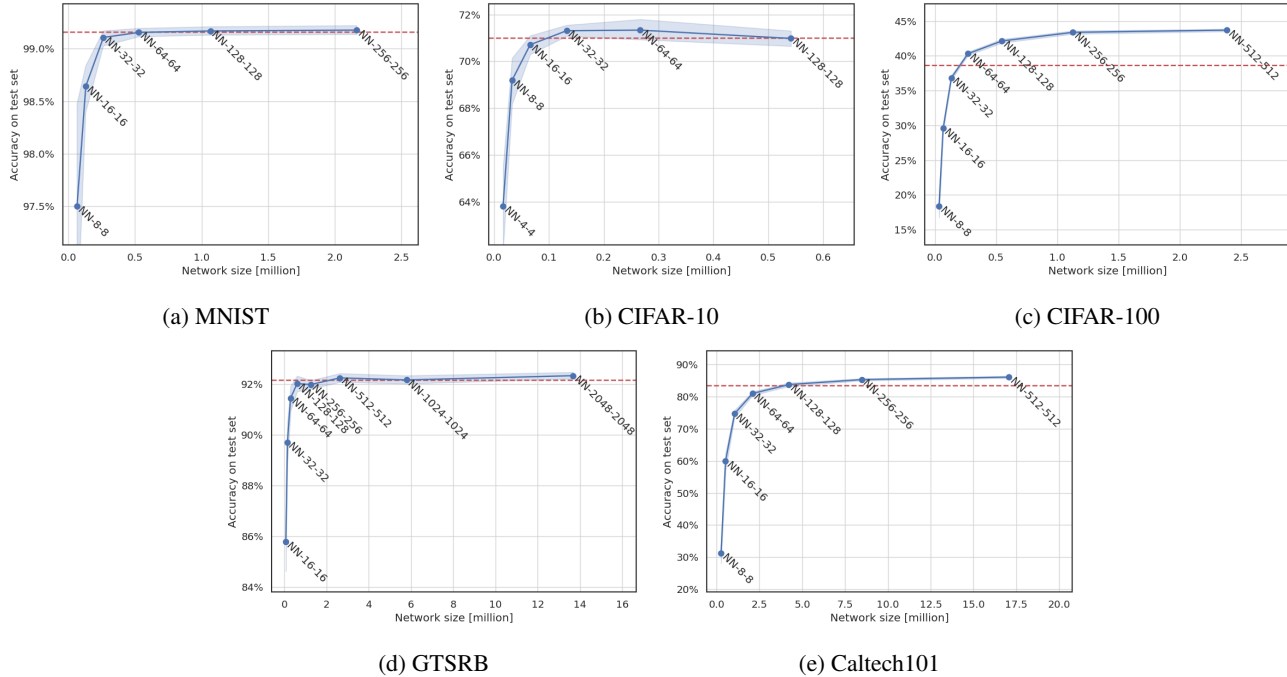 99.0%
98.5%
98.0%
97.5%
Accuracy on test set
NN-8-8
NN-16-16
NN-32-32
NN-64-64
NN-128-128
NN-256-256
0.0 0.5 1.0 1.5 2.0 2.5
Network size [million]
(a) MNIST
72%
70%
68%
66%
64%
Accuracy on test set
NN-4-4
NN-8-8
NN-16-16
NN-32-32
NN-64-64
NN-128-128
0.0 0.1 0.2 0.3 0.4 0.5 0.6
Network size [million]
(b) CIFAR-10
45%
40%
35%
30%
25%
20%
15%
Accuracy on test set
NN-8-8
NN-16-16
NN-32-32
NN-64-64
NN-128-128
NN-256-256
NN-512-512
0.0 0.5 1.0 1.5 2.0 2.5
Network size [million]
(c) CIFAR-100
92%
90%
88%
86%
84%
Accuracy on test set
NN-16-16
NN-32-32
NN-64-64
NN-128-128
NN-256-256
NN-512-512
NN-1024-1024
NN-2048-2048
0 2 4 6 8 10 12 14 16
Network size [million]
(d) GTSRB
90%
80%
70%
60%
50%
40%
30%
20%
Accuracy on test set
NN-8-8
NN-16-16
NN-32-32
NN-64-64
NN-128-128
NN-256-256
NN-512-512
0.0 2.5 5.0 7.5 10.0 12.5 15.0 17.5 20.0
Network size [million]
(e) Caltech101